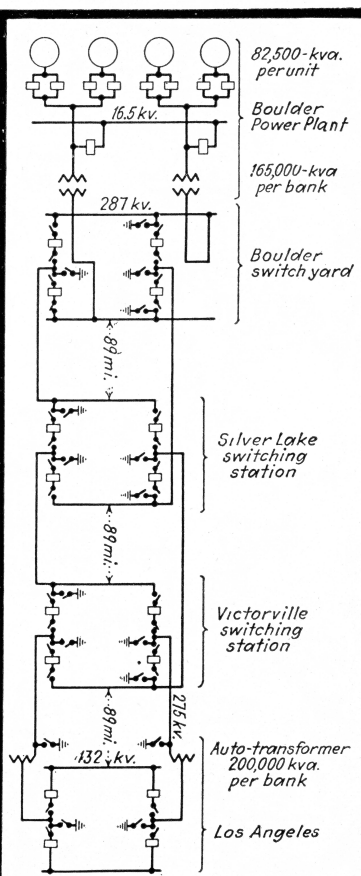 82,500-kva.
per unit
16.5 kv.
Boulder
Power Plant
165,000-kva
per bank
287 kv.
Boulder
switch yard
89 mi.
Silver Lake
switching
station
89 mi.
Victorville
switching
station
89 mi.
275 kv.
132 kv.
Auto-transformer
200,000 kva.
per bank
Los Angeles